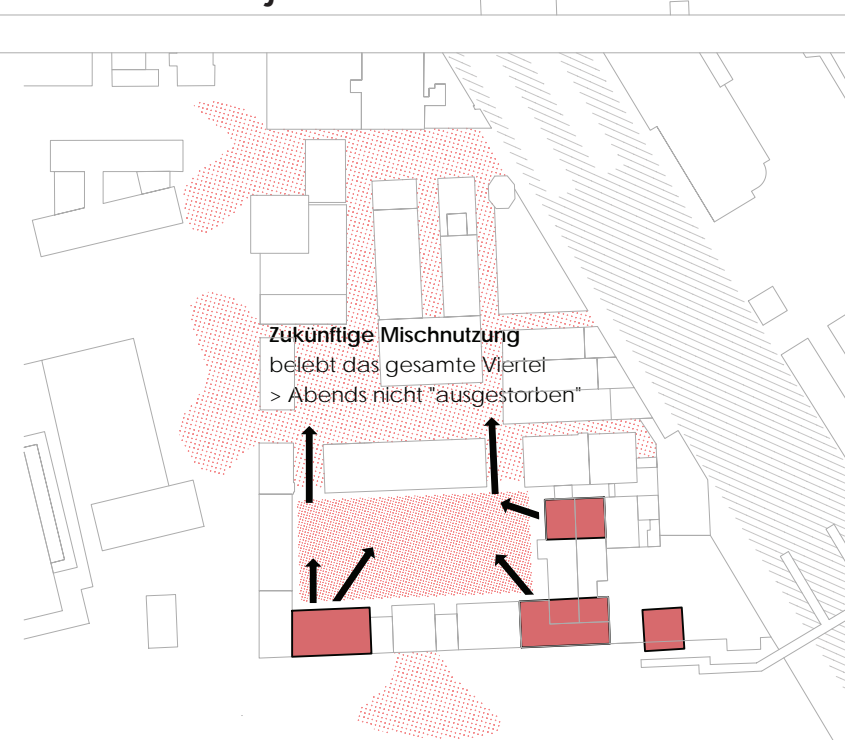 Zukünftige Mischnutzung
belebt das gesamte Viertel
> Abends nicht "ausgestorben"